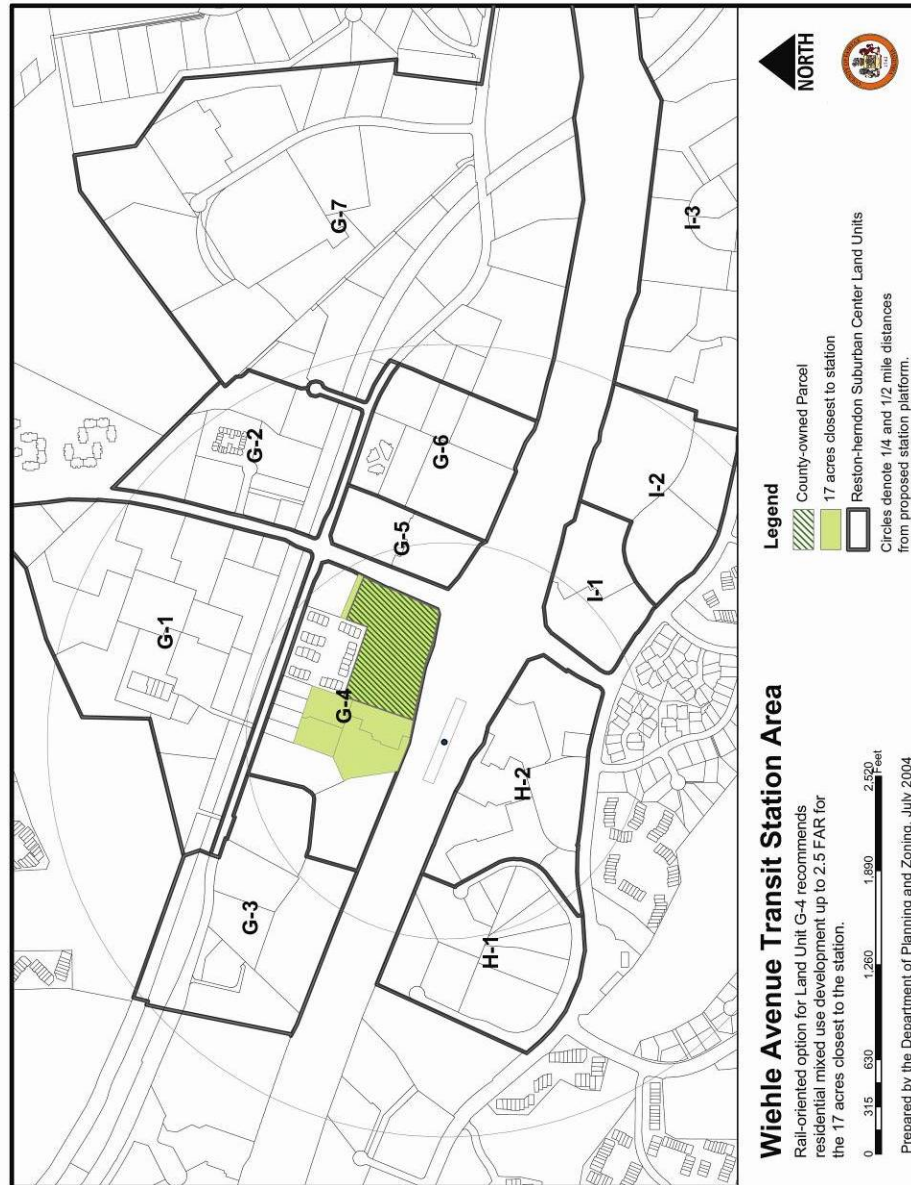 G-1
G-2
G-3
G-4
G-5
G-6
G-7
H-1
H-2
I-1
I-2
I-3
Wiehle Avenue Transit Station Area
Rail-oriented option for Land Unit G-4 recommends
residential mixed use development up to 2.5 FAR for
the 17 acres closest to the station.
0 315 630 1,260 1,890 2,520
Feet
Prepared by the Department of Planning and Zoning, July 2004
Legend
County-owned Parcel
17 acres closest to station
Reston-herndon Suburban Center Land Units
Circles denote 1/4 and 1/2 mile distances
from proposed station platform.
NORTH